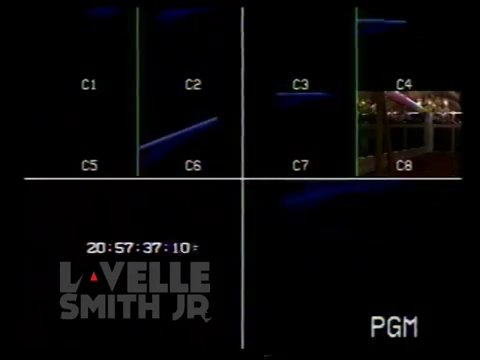 C1 C2 C3 C4
C5 C6 C7 C8
20:57:37:10
LAVELLE
SMITH JR.
PGM